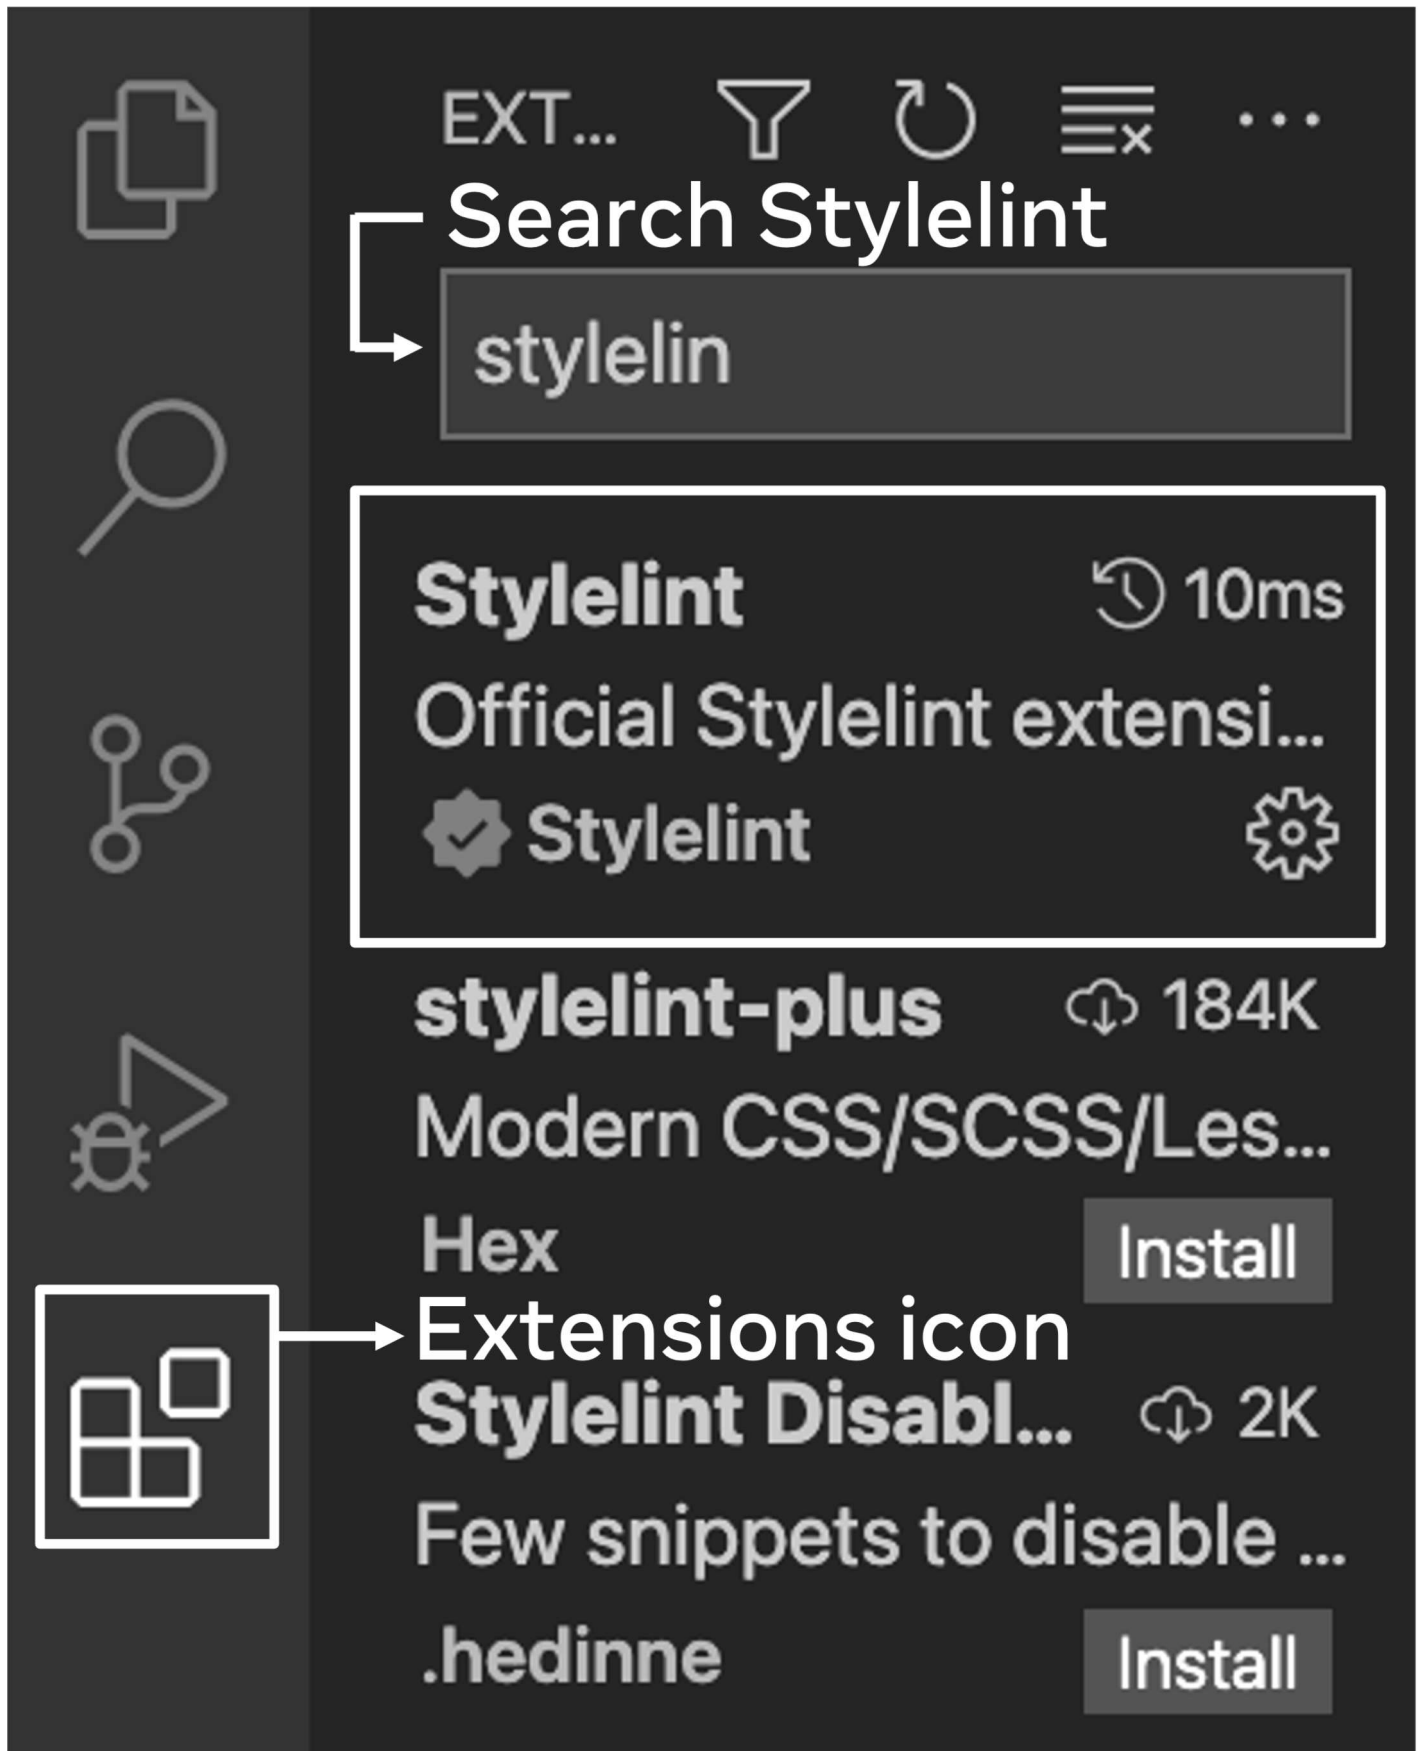 EXT...
Search Stylelint
stylelin
Stylelint 10ms
Official Stylelint extensi...
Stylelint
stylelint-plus 184K
Modern CSS/SCSS/Les...
Hex Install
Extensions icon
Stylelint Disabl... 2K
Few snippets to disable ...
.hedinne Install